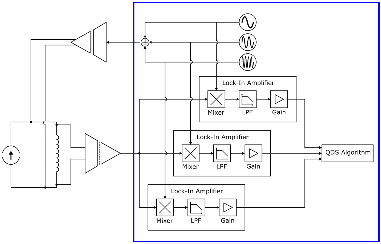 Lock-In Amplifier
Mixer LPF Gain
Lock-In Amplifier
Mixer LPF Gain
QDS Algorithm
Lock-In Amplifier
Mixer LPF Gain